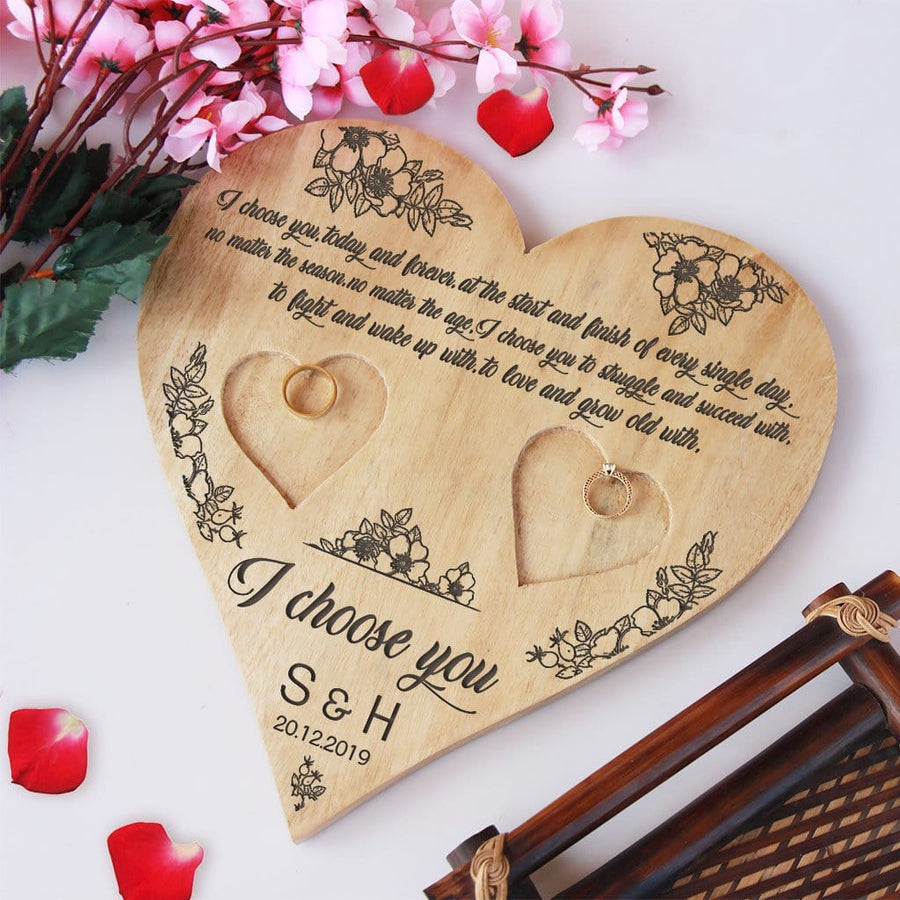 I choose you, today and forever, at the start and finish of every single day,
no matter the season, no matter the age, I choose you to struggle and succeed with,
to fight and wake up with, to love and grow old with,
I choose you
S & H
20.12.2019